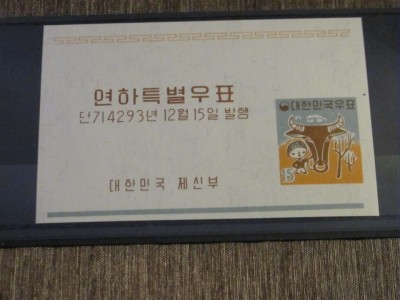 연하특별우표
단기4293년 12월 15일 발행
대한민국우표
15
대한민국 체신부